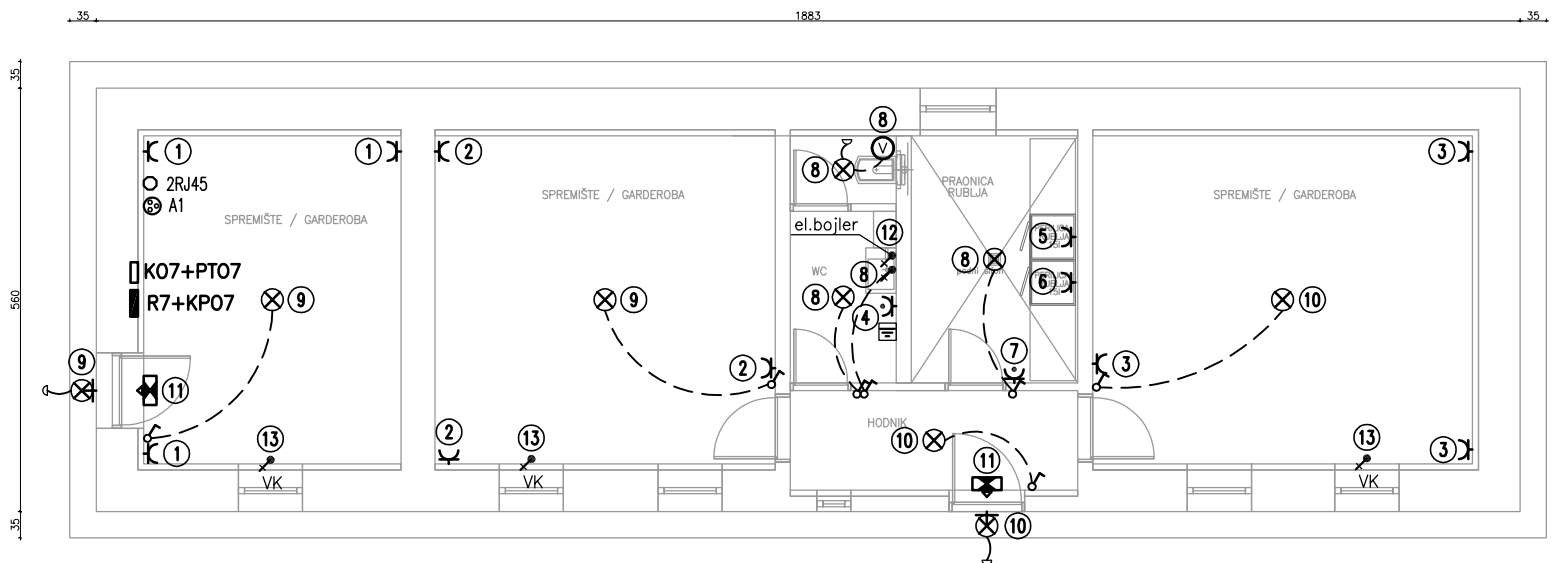 35
1883
35
35
560
35
1
1
2
8
V
8
3
2RJ45
A1
SPREMIŠTE / GARDEROBA
SPREMIŠTE / GARDEROBA
PRAONICA
RUBLJA
SPREMIŠTE / GARDEROBA
el.bojler
12
5
8
8
WC
6
K07+PT07
R7+KP07
9
9
8
4
10
7
9
11
2
3
1
13
VK
2
13
VK
HODNIK
10
11
10
13
VK
3